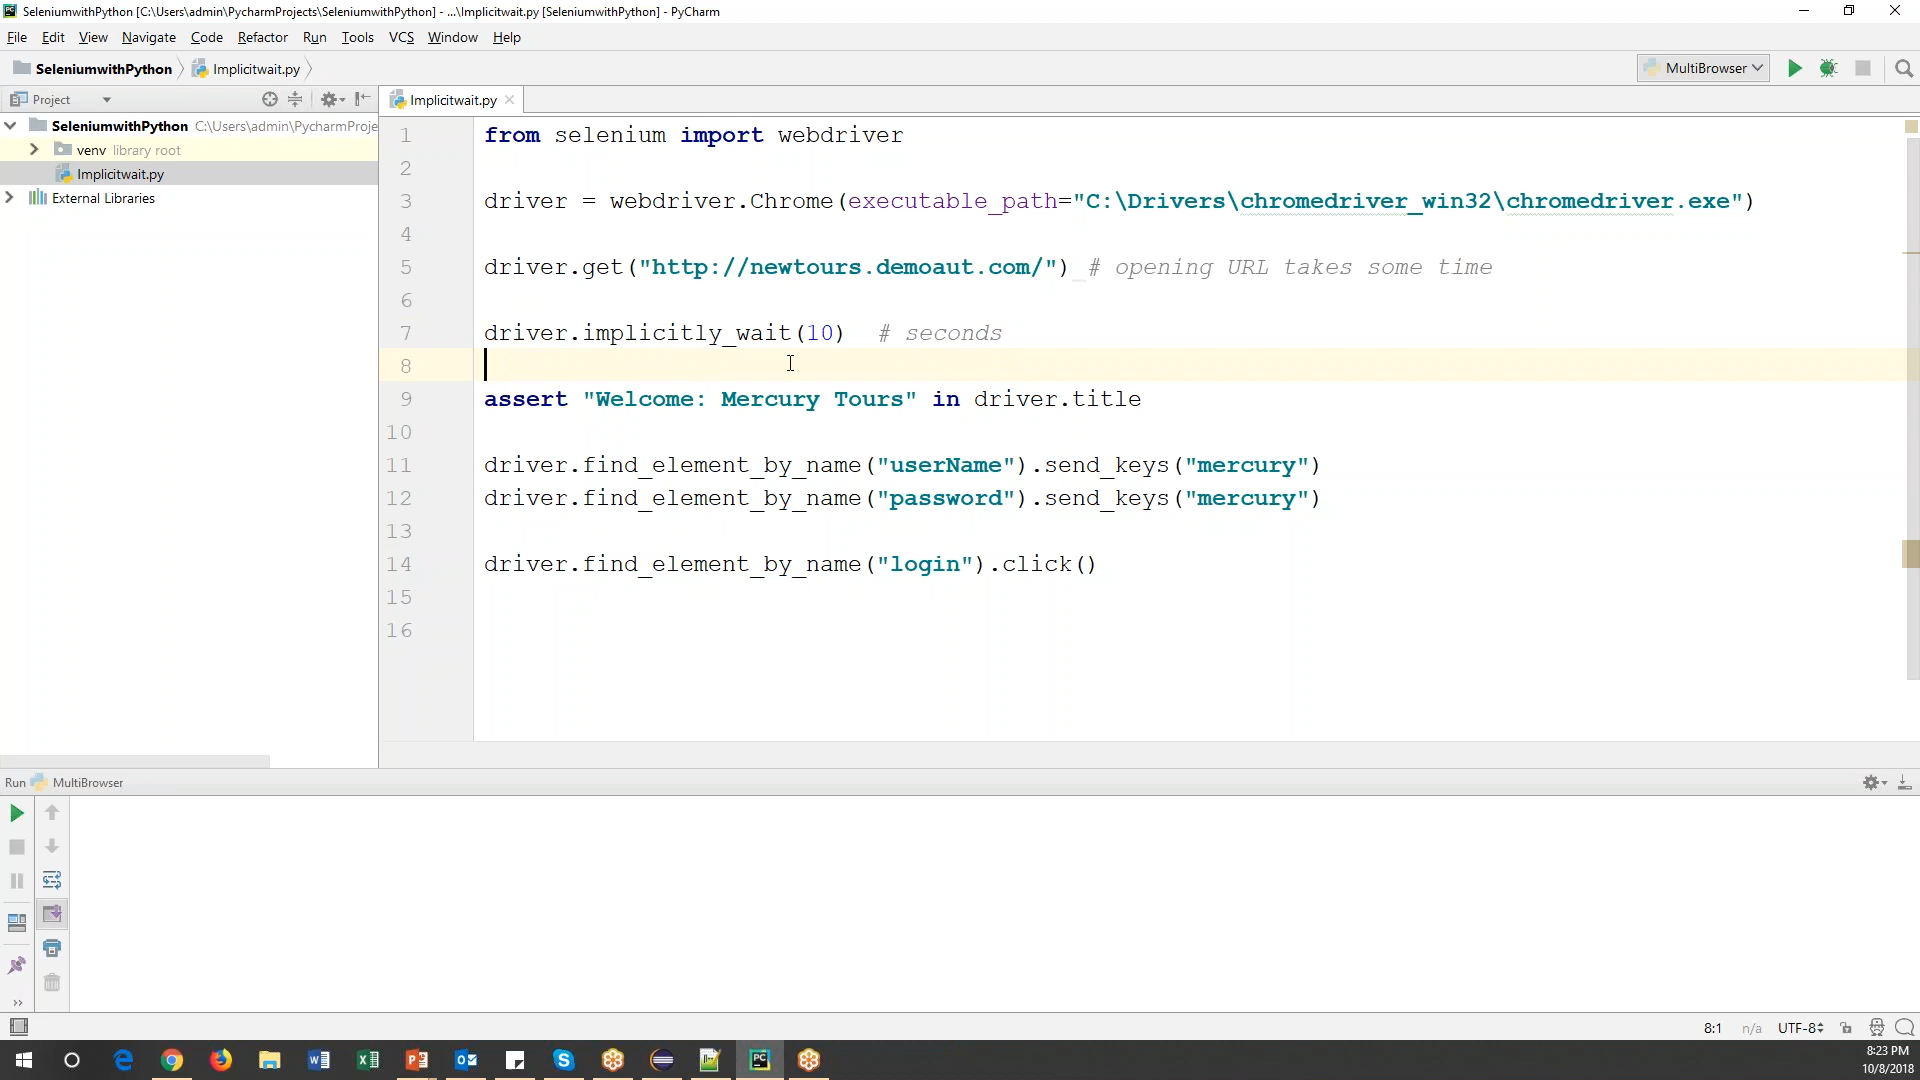 SeleniumwithPython [C:\Users\admin\PycharmProjects\SeleniumwithPython] - ...\Implicitwait.py [SeleniumwithPython] - PyCharm
File Edit View Navigate Code Refactor Run Tools VCS Window Help
SeleniumwithPython Implicitwait.py MultiBrowser
Project Implicitwait.py
SeleniumwithPython C:\Users\admin\PycharmProje
venv library root
Implicitwait.py
External Libraries
1 from selenium import webdriver
2
3 driver = webdriver.Chrome(executable_path="C:\Drivers\chromedriver_win32\chromedriver.exe")
4
5 driver.get("http://newtours.demoaut.com/") # opening URL takes some time
6
7 driver.implicitly_wait(10) # seconds
8
9 assert "Welcome: Mercury Tours" in driver.title
10
11 driver.find_element_by_name("userName").send_keys("mercury")
12 driver.find_element_by_name("password").send_keys("mercury")
13
14 driver.find_element_by_name("login").click()
15
16
Run MultiBrowser
8:1 n/a UTF-8
8:23 PM
10/8/2018